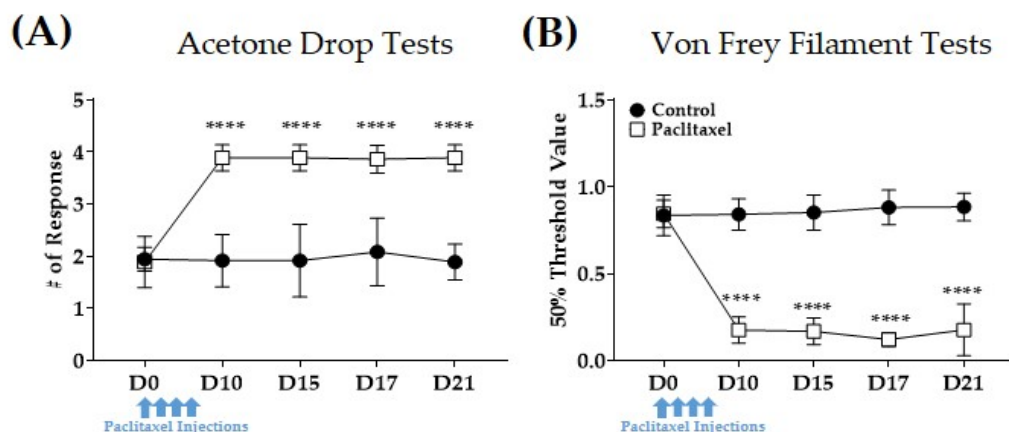 (A) Acetone Drop Tests
# of Response
5
4
3
2
1
0
**** **** **** ****
D0 D10 D15 D17 D21
Paclitaxel Injections
(B) Von Frey Filament Tests
50% Threshold Value
1.5
1.0
0.5
0.0
Control
Paclitaxel
**** **** **** ****
D0 D10 D15 D17 D21
Paclitaxel Injections